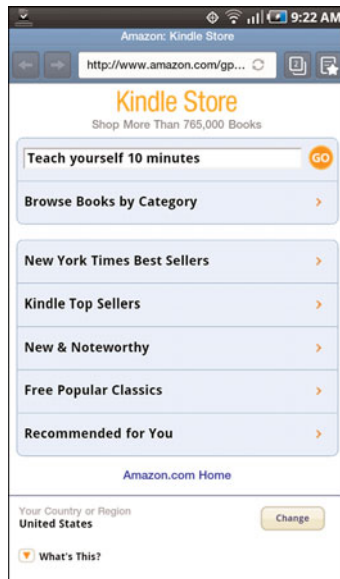 9:22 AM
Amazon: Kindle Store
http://www.amazon.com/gp...
2
Kindle Store
Shop More Than 765,000 Books
Teach yourself 10 minutes
GO
Browse Books by Category
New York Times Best Sellers
Kindle Top Sellers
New & Noteworthy
Free Popular Classics
Recommended for You
Amazon.com Home
Your Country or Region
United States
Change
What's This?